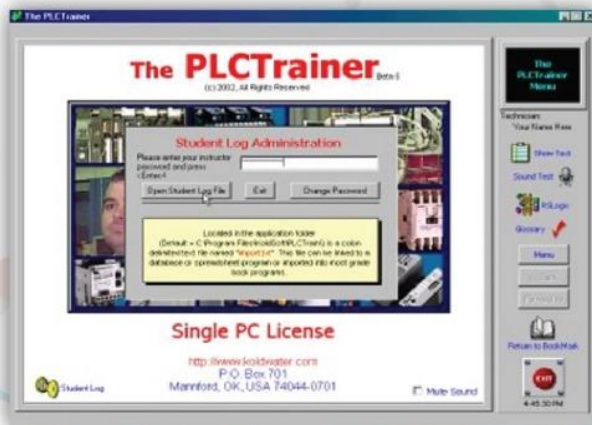 The PLCTrainer
The PLCTrainer Beta 6
(c) 2002, All Rights Reserved
Student Log Administration
Please enter your instructor
password and press
<Enter>
Open Student Log File
Exit
Change Password
Located in the application folder
(Default = C:\Program Files\KoldSoft\PLCTrain\) is a colon
delimited text file named "import.txt". This file can be linked to a
database or spreadsheet program or imported into most grade
book programs.
Single PC License
http://www.koldwater.com
P.O. Box 701
Mannford, OK, USA 74044-0701
Student Log
Mute Sound
The
PLCTrainer
Menu
Technician:
Your Name Here
Show Text
Sound Test
RSLogic
Glossary
Menu
Return to BookMark
EXIT
4:45:30 PM